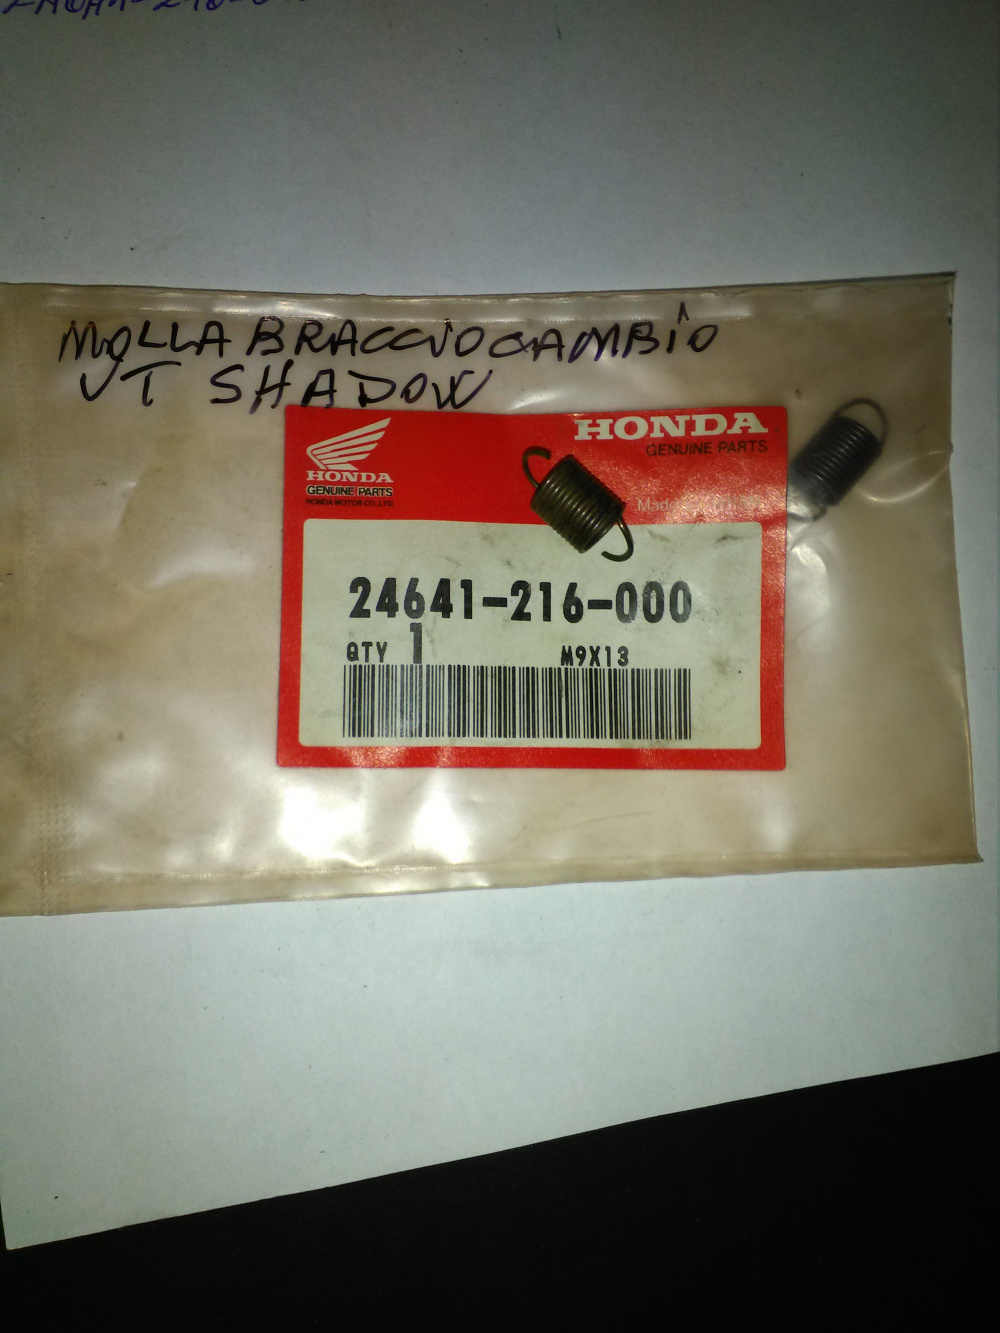 MOLLA BRACCIO CAMBIO
VT SHADOW
HONDA
GENUINE PARTS
HONDA
GENUINE PARTS
HONDA MOTOR CO.,LTD.
Made
24641-216-000
QTY 1 M9X13